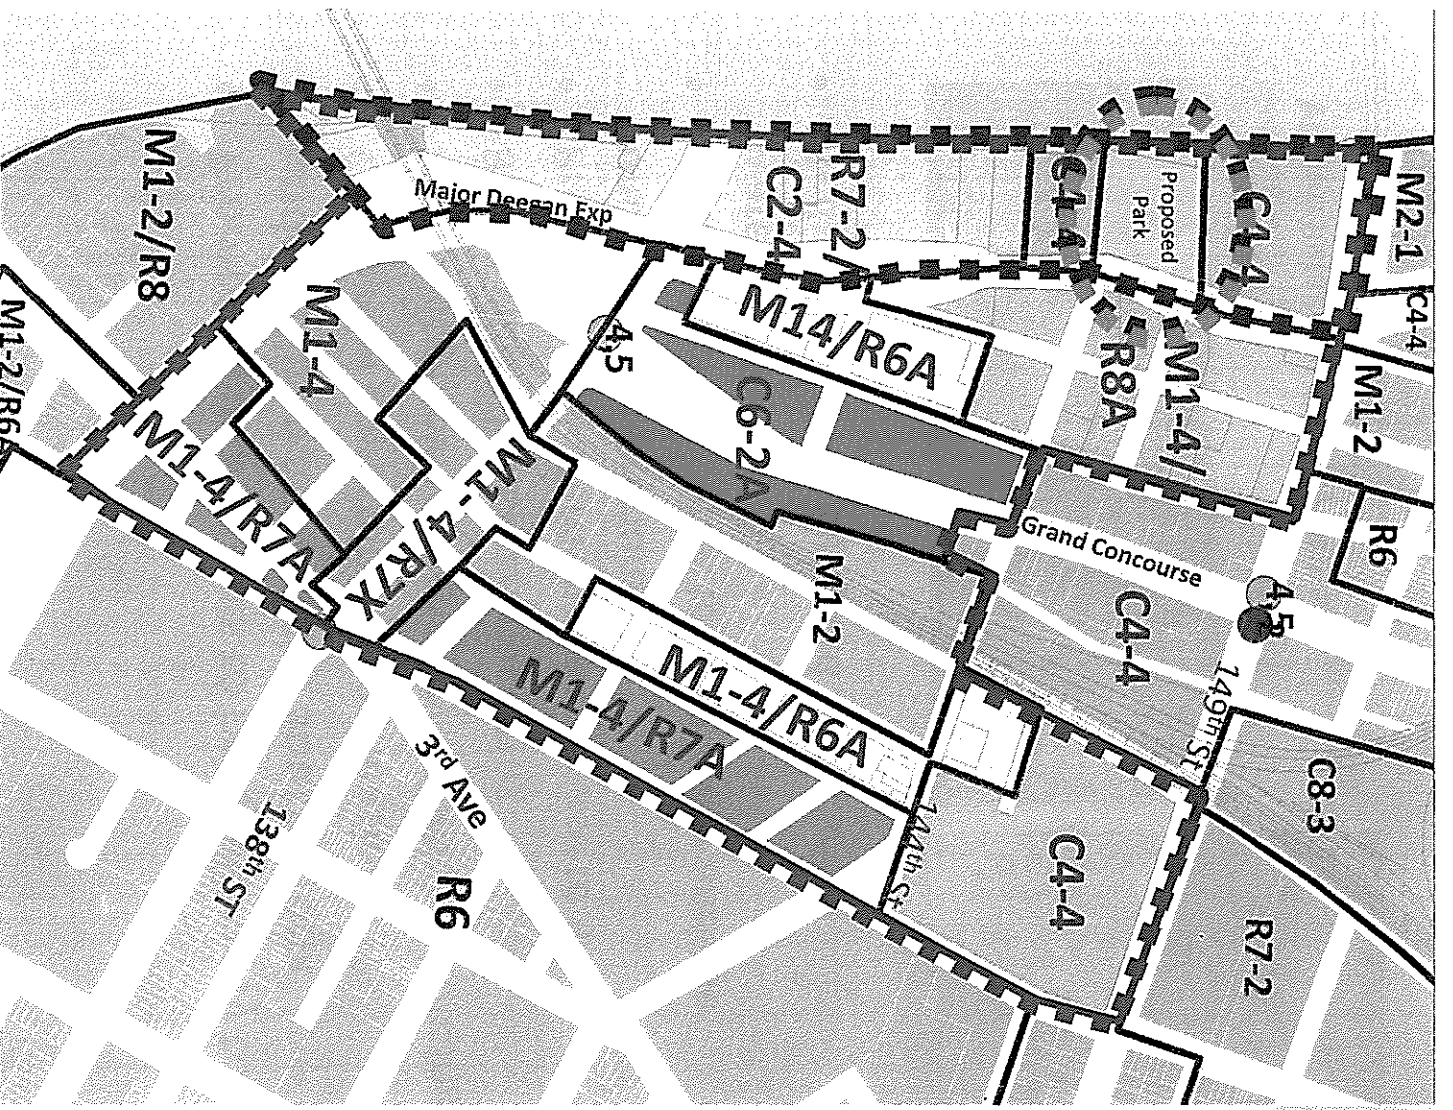 M2-1
C4-4
M1-2
R6
C4-4
Proposed
Park
C4-4
R7-2/
C2-4
Major Deegan Exp
M1-2/R8
M1-2/R6A
M1-4
4,5
M14/R6A
M1-4/
R8A
C6-2A
Grand Concourse
4,5
C4-4
149th St
C8-3
R7-2
M1-4/R7A
M1-4/R7X
M1-2
M1-4/R6A
M1-4/R7A
144th St
C4-4
3rd Ave
138th ST
R6